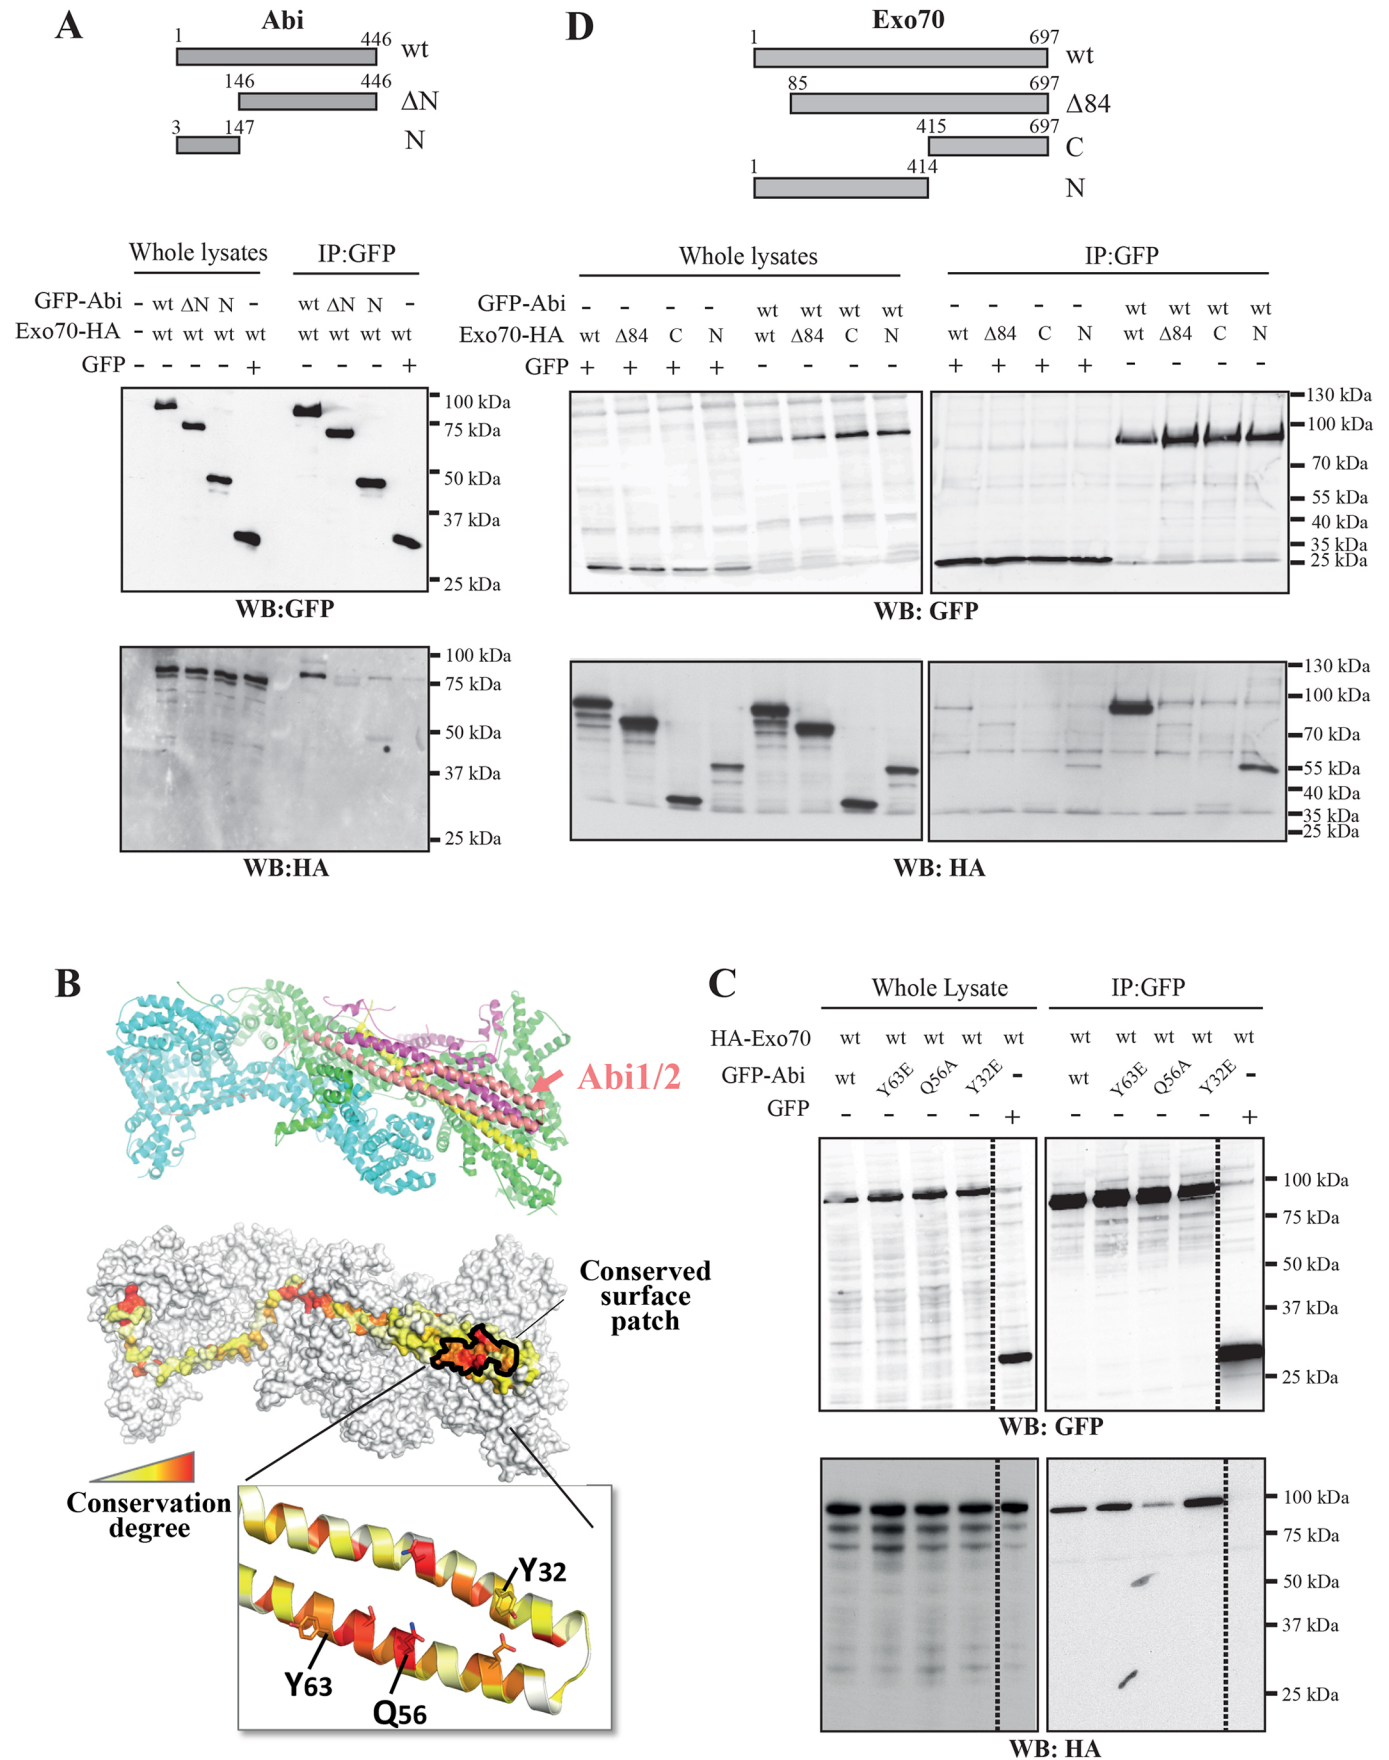 A
Abi
1 446 wt
146 446 ΔN
3 147 N
Whole lysates IP:GFP
GFP-Abi - wt ΔN N - wt ΔN N -
Exo70-HA - wt wt wt wt wt wt wt wt
GFP - - - - + - - - +
100 kDa
75 kDa
50 kDa
37 kDa
25 kDa
WB:GFP
100 kDa
75 kDa
50 kDa
37 kDa
25 kDa
WB:HA
D
Exo70
1 697 wt
85 697 Δ84
415 697 C
1 414 N
Whole lysates IP:GFP
GFP-Abi - - - - wt wt wt wt - - - - wt wt wt wt
Exo70-HA wt Δ84 C N wt Δ84 C N wt Δ84 C N wt Δ84 C N
GFP + + + + - - - - + + + + - - - -
130 kDa
100 kDa
70 kDa
55 kDa
40 kDa
35 kDa
25 kDa
WB: GFP
130 kDa
100 kDa
70 kDa
55 kDa
40 kDa
35 kDa
25 kDa
WB: HA
B
Abi1/2
Conserved
surface
patch
Conservation
degree
Y32
Y63
Q56
C
Whole Lysate IP:GFP
HA-Exo70 wt wt wt wt wt wt wt wt wt wt
GFP-Abi wt Y63E Q56A Y32E - wt Y63E Q56A Y32E -
GFP - - - - + - - - - +
100 kDa
75 kDa
50 kDa
37 kDa
25 kDa
WB: GFP
100 kDa
75 kDa
50 kDa
37 kDa
25 kDa
WB: HA